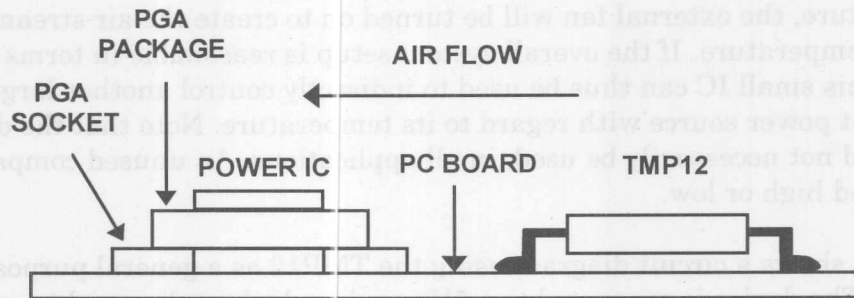 PGA
PACKAGE
AIR FLOW
PGA
SOCKET
POWER IC
PC BOARD
TMP12